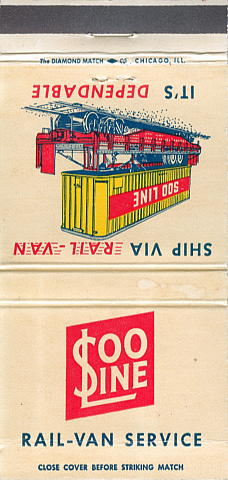 The DIAMOND MATCH CO. CHICAGO, ILL.
SHIP VIA RAIL-VAN
SOO LINE
IT'S DEPENDABLE
SOO
LINE
RAIL-VAN SERVICE
CLOSE COVER BEFORE STRIKING MATCH